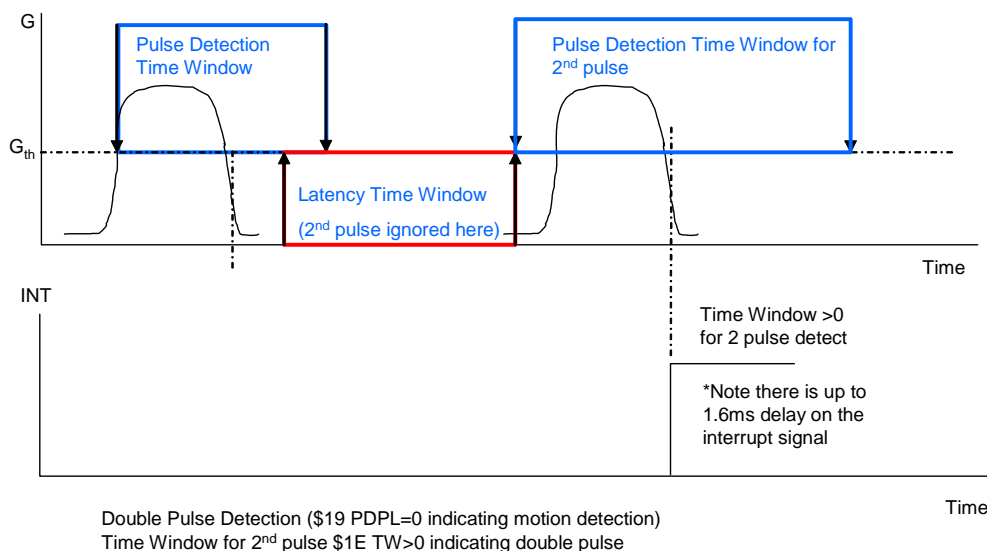 G
Pulse Detection
Time Window
Pulse Detection Time Window for
2nd pulse
Gth
Latency Time Window
(2nd pulse ignored here)
Time
INT
Time Window >0
for 2 pulse detect
*Note there is up to
1.6ms delay on the
interrupt signal
Time
Double Pulse Detection ($19 PDPL=0 indicating motion detection)
Time Window for 2nd pulse $1E TW>0 indicating double pulse